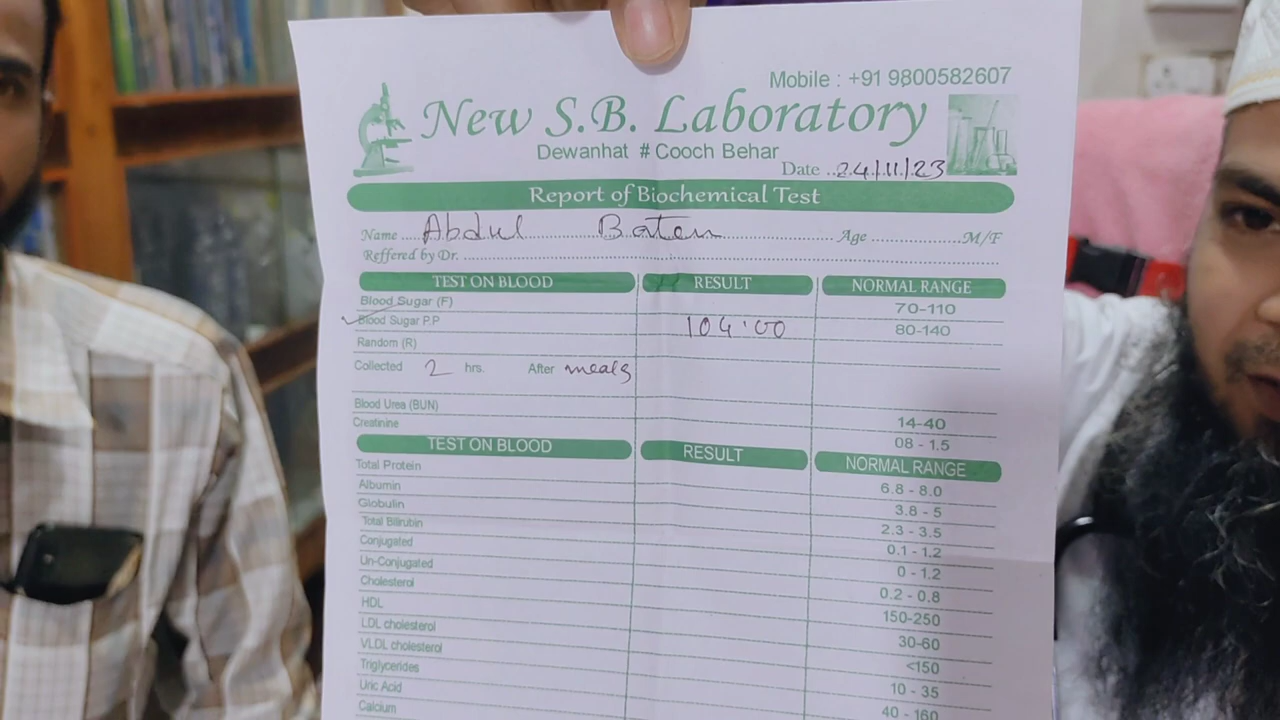 Mobile : +91 9800582607
New S.B. Laboratory
Dewanhat # Cooch Behar
Date ..24/11/23
Report of Biochemical Test
Name ... Abdul Baten ... Age ... M/F
Reffered by Dr. ...
TEST ON BLOOD RESULT NORMAL RANGE
Blood Sugar (F) 70-110
Blood Sugar P.P 104.00 80-140
Random (R)
Collected 2 hrs. After meals
Blood Urea (BUN) 14-40
Creatinine 08 - 1.5
TEST ON BLOOD RESULT NORMAL RANGE
Total Protein 6.8 - 8.0
Albumin 3.8 - 5
Globulin 2.3 - 3.5
Total Bilirubin 0.1 - 1.2
Conjugated 0 - 1.2
Un-Conjugated 0.2 - 0.8
Cholesterol 150-250
HDL 30-60
LDL cholesterol <150
VLDL cholesterol 10 - 35
Triglycerides 40 - 160
Uric Acid
Calcium